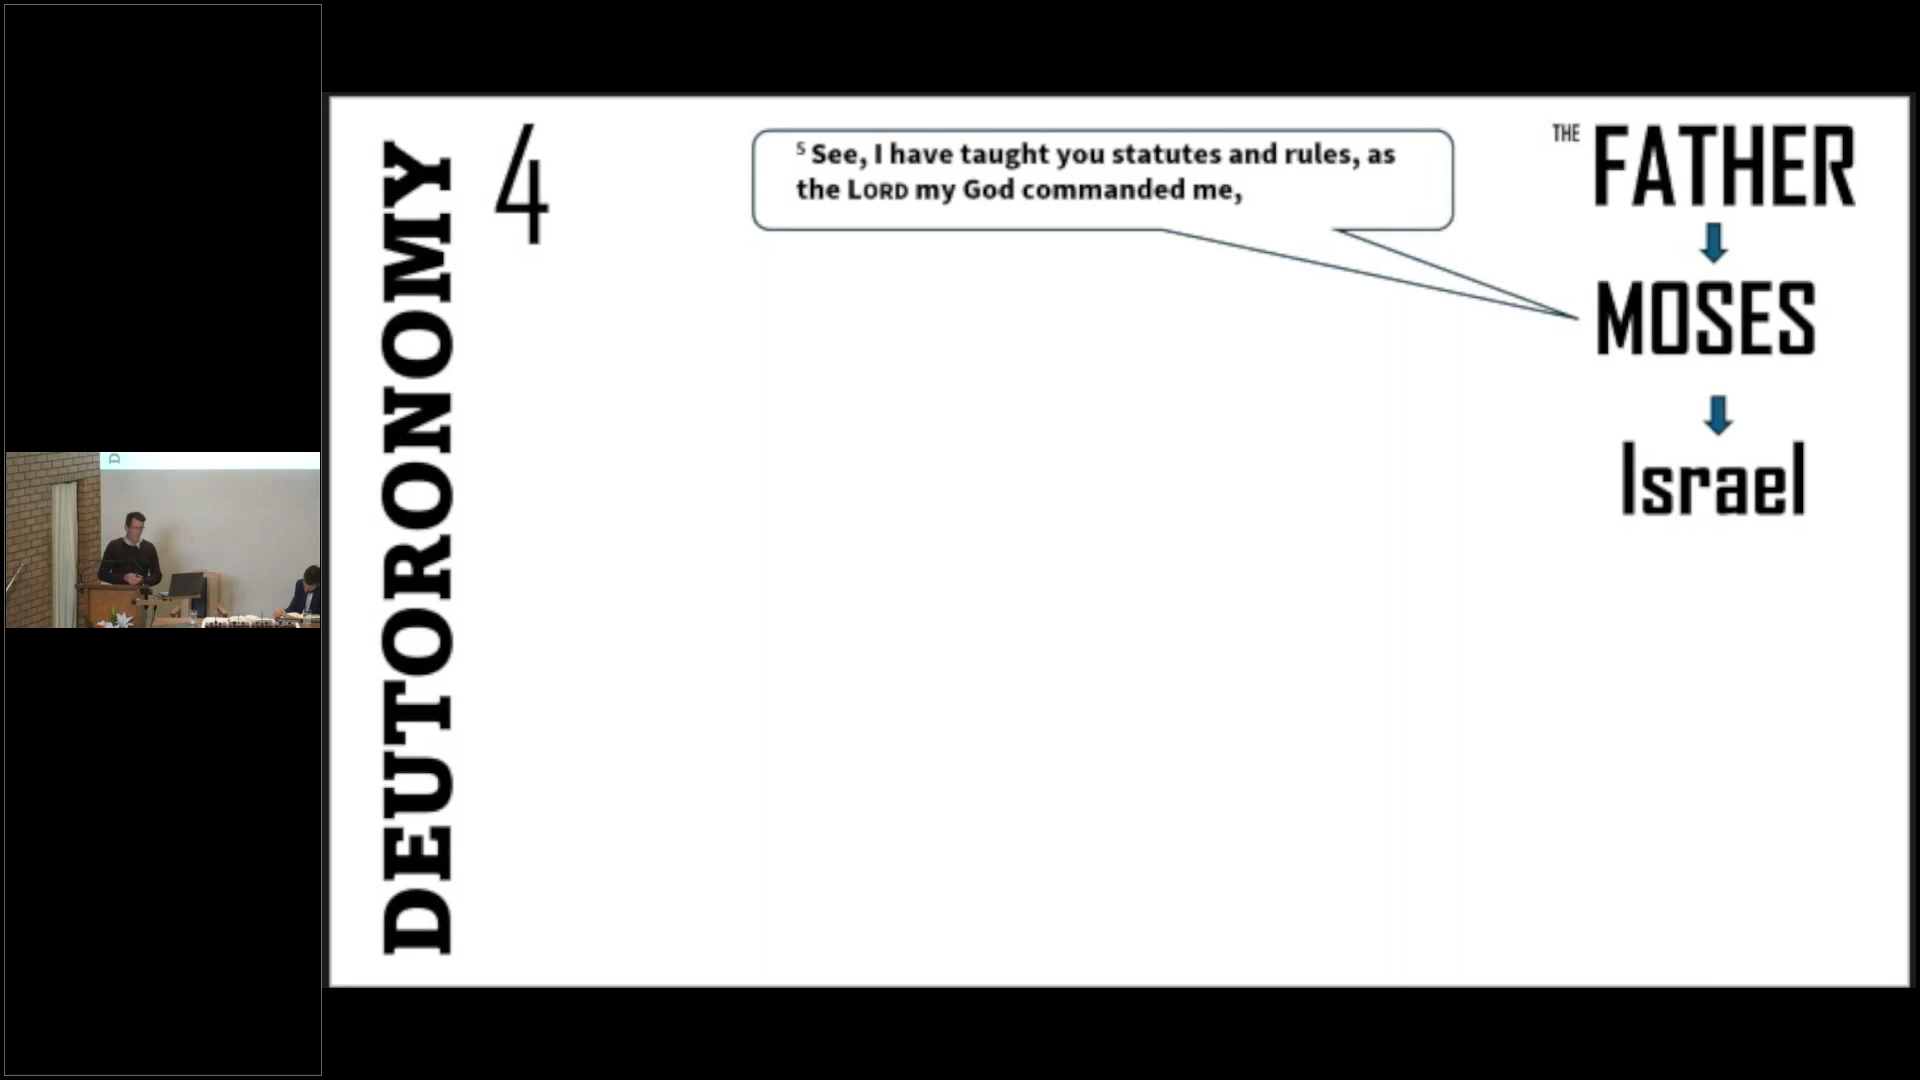 DEUTORONOMY
4
⁵ See, I have taught you statutes and rules, as
the LORD my God commanded me,
THE FATHER
MOSES
Israel
D